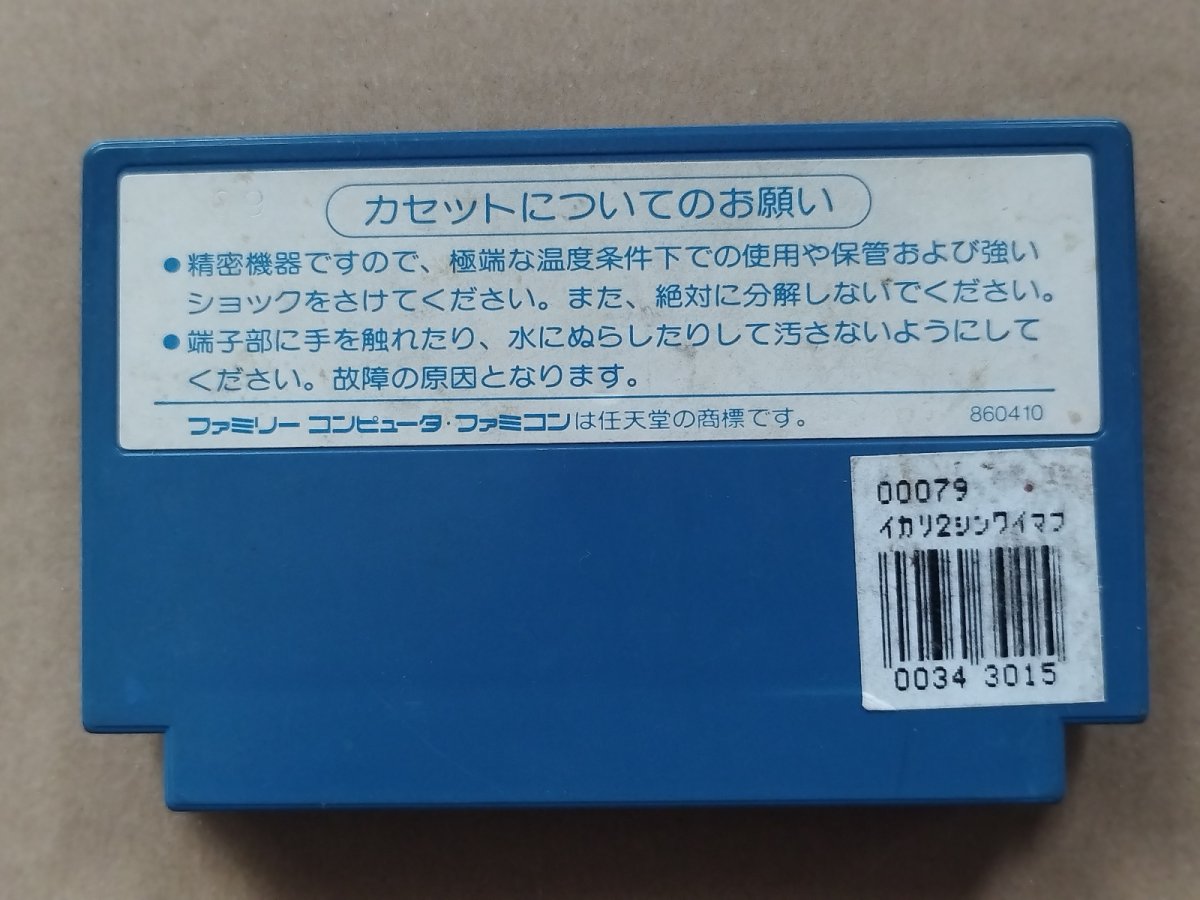 カセットについてのお願い
●精密機器ですので、極端な温度条件下での使用や保管および強い
ショックをさけてください。また、絶対に分解しないでください。
●端子部に手を触れたり、水にぬらしたりして汚さないようにして
ください。故障の原因となります。
ファミリー コンピュータ・ファミコンは任天堂の商標です。 860410
00079
イカリ2シンワイマフ
0034 3015